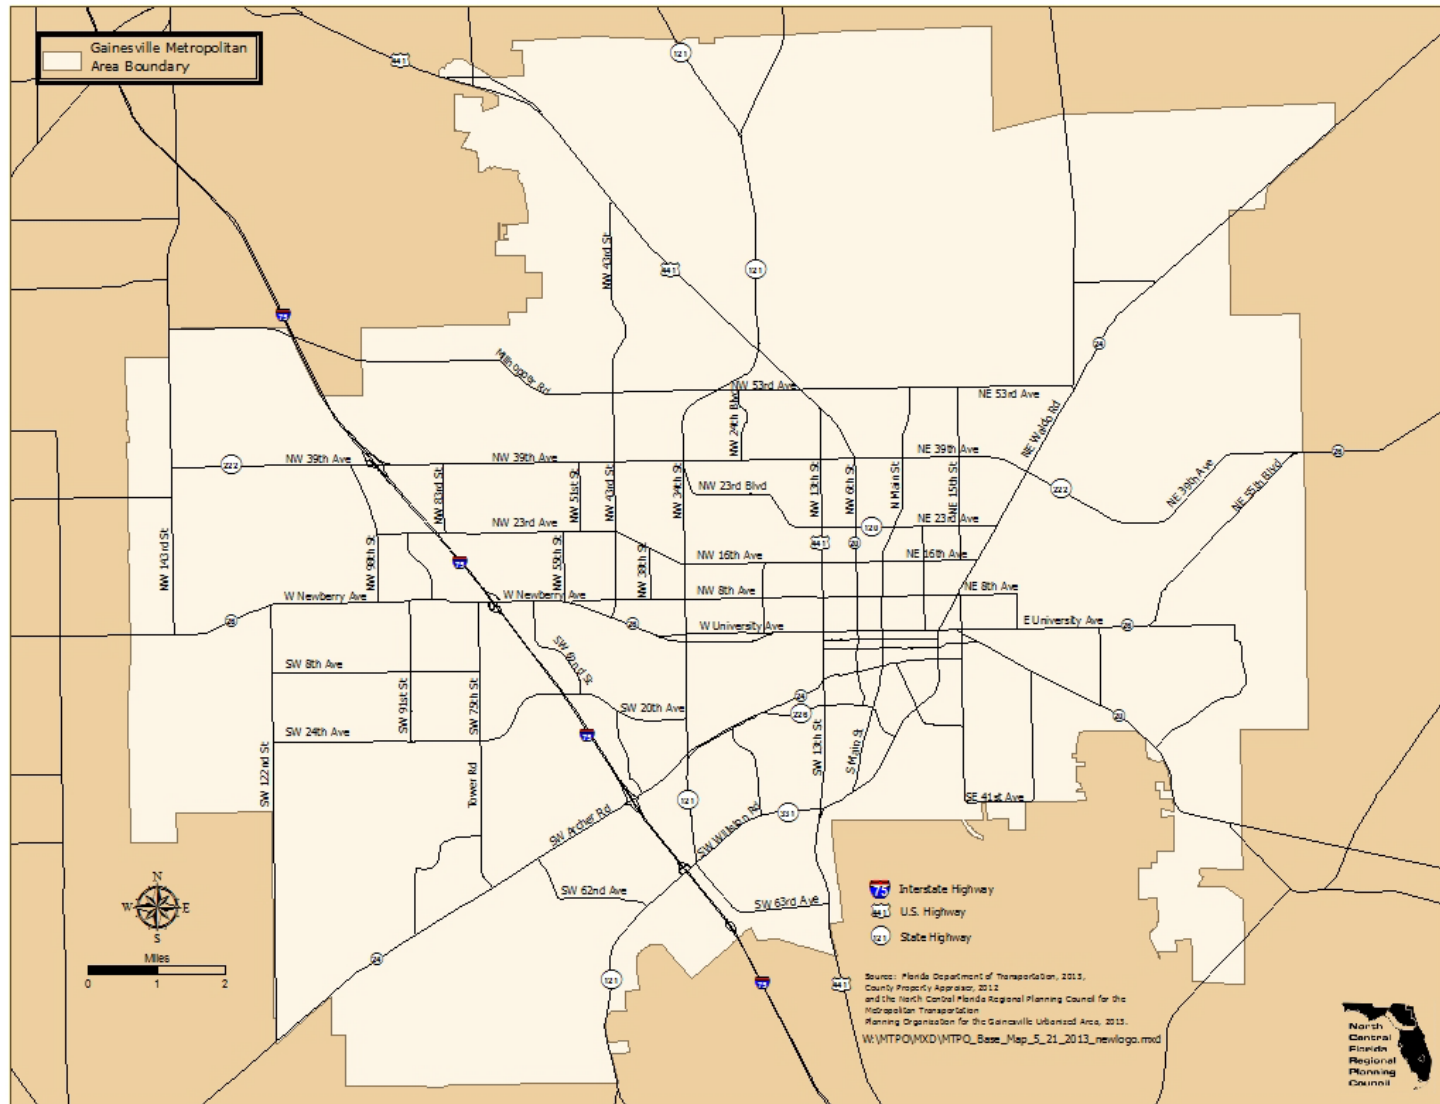 Gainesville Metropolitan
Area Boundary
441
121
NW 43rd St
441
121
75
24
Millhopper Rd
NW 53rd Ave
NE 53rd Ave
NW 24th Blvd
NE Waldo Rd
222
NW 39th Ave
NW 39th Ave
NE 39th Ave
26
NW 83rd St
NW 51st St
NW 43rd St
NW 34th St
NW 23rd Blvd
NW 13th St
NW 6th St
N Main St
NE 15th St
222
NE 39th Ave
NE 55th Blvd
NW 23rd Ave
120
NE 23rd Ave
NW 143rd St
NW 98th St
75
NW 55th St
NW 38th St
NW 16th Ave
441
20
NE 16th Ave
W Newberry Ave
W Newberry Ave
NW 8th Ave
NE 8th Ave
26
26
W University Ave
E University Ave
26
SW 8th Ave
SW 62nd St
SW 91st St
SW 75th St
24
SW 20th Ave
226
20
SW 24th Ave
75
SW 13th St
S Main St
SW 122nd St
Tower Rd
121
SE 41st Ave
SW Archer Rd
SW Williston Rd
331
SW 62nd Ave
SW 63rd Ave
N
W
E
S
24
Miles
0 1 2
75 Interstate Highway
441 U.S. Highway
121 State Highway
121
75
441
Source: Florida Department of Transportation, 2013,
County Property Appraiser, 2012
and the North Central Florida Regional Planning Council for the
Metropolitan Transportation
Planning Organization for the Gainesville Urbanized Area, 2013.
W:\MTPO\MXD\MTPO_Base_Map_5_21_2013_newlogo.mxd
North
Central
Florida
Regional
Planning
Council